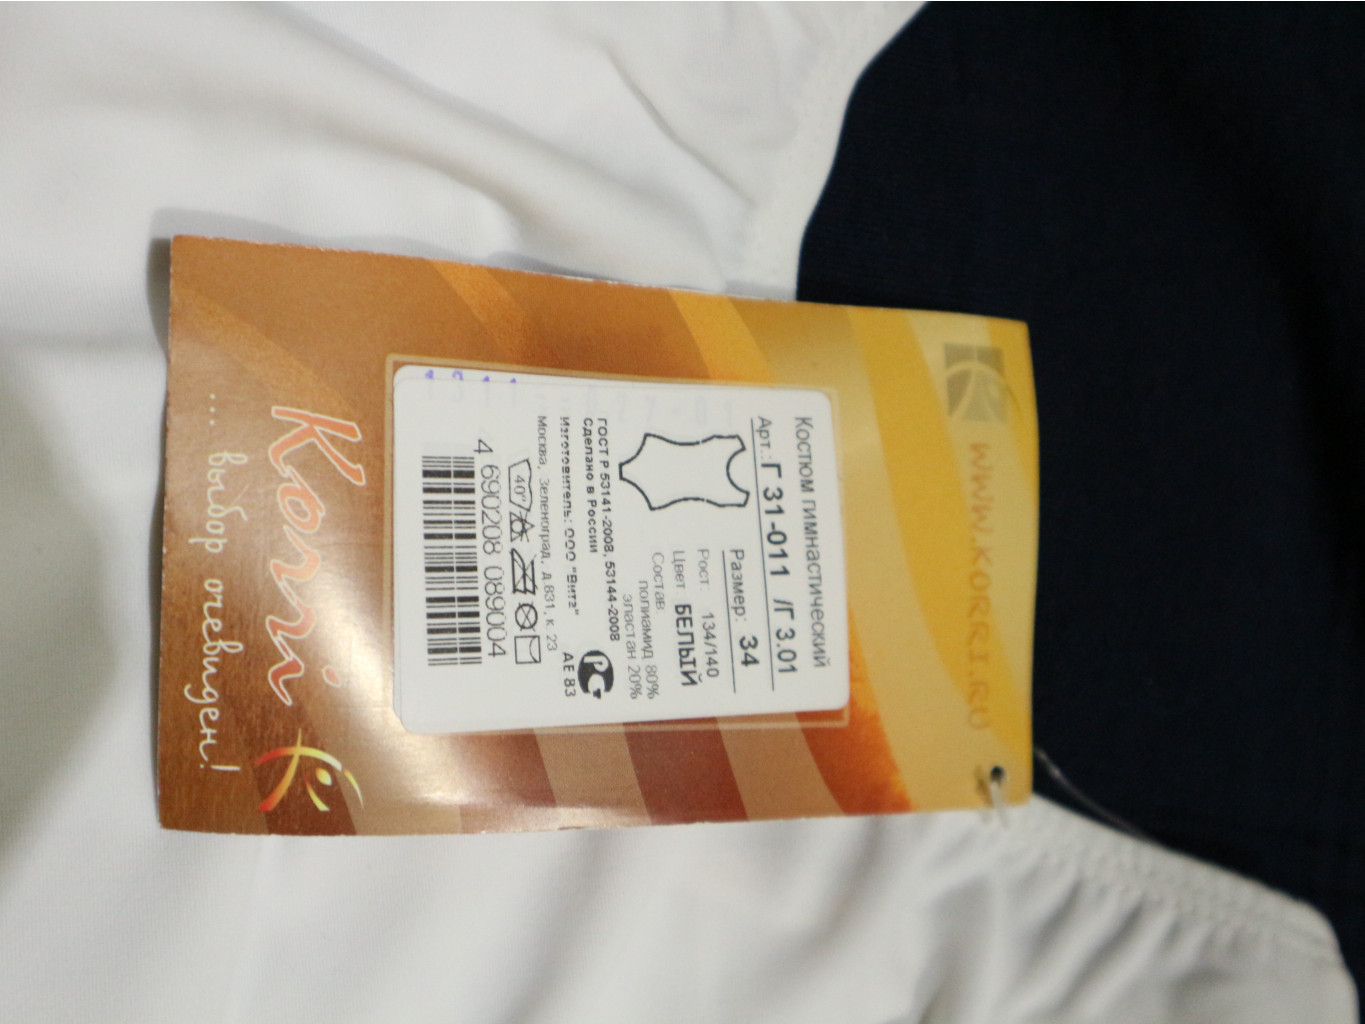 WWW.KORRI.RU
Костюм гимнастический
Арт.: Г 31-011 /Г 3.01
Размер: 34
Рост: 134/140
Цвет БЕЛЫЙ
Состав:
полиамид 80%
эластан 20%
ГОСТ Р 53141-2008, 53144-2008
Сделано в России
Изготовитель: ООО "Вита"
АЕ 83
Москва, Зеленоград, д 831, к. 23
40°
4 690208 089004
Korri
... выбор очевиден!